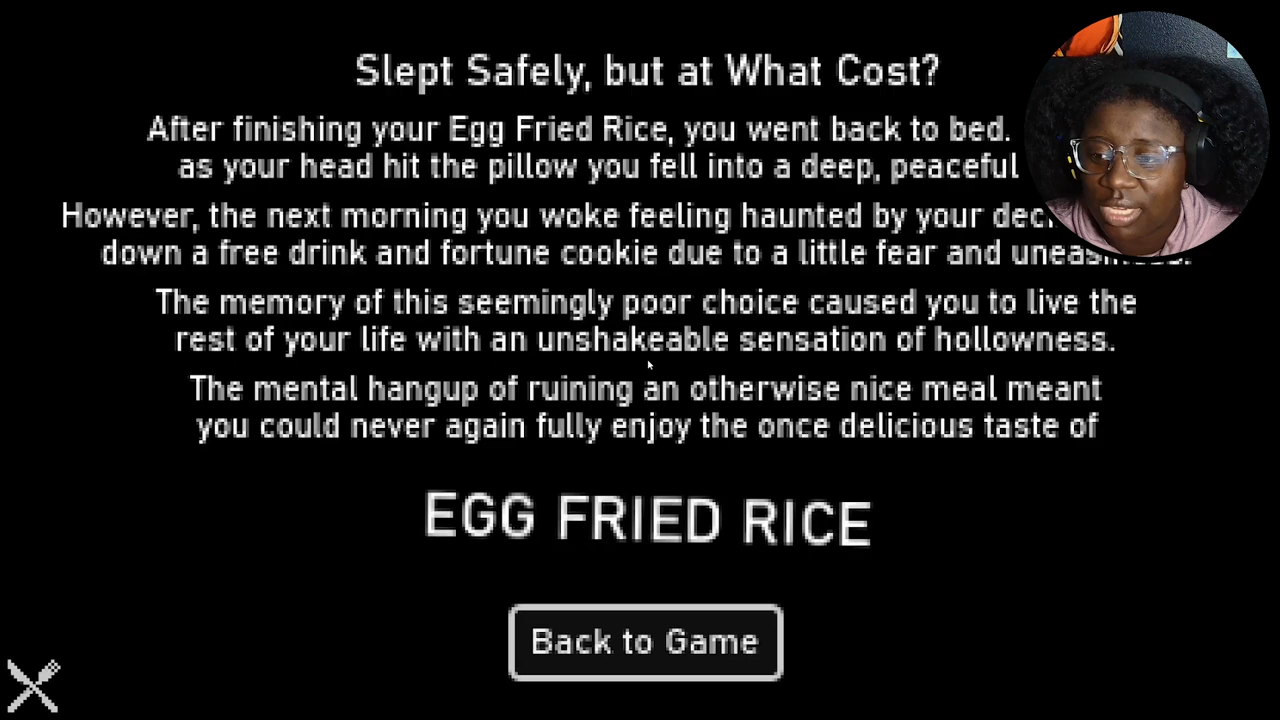 Slept Safely, but at What Cost?
After finishing your Egg Fried Rice, you went back to bed.
as your head hit the pillow you fell into a deep, peaceful
However, the next morning you woke feeling haunted by your
down a free drink and fortune cookie due to a little fear and
The memory of this seemingly poor choice caused you to live the
rest of your life with an unshakeable sensation of hollowness.
The mental hangup of ruining an otherwise nice meal meant
you could never again fully enjoy the once delicious taste of
EGG FRIED RICE
Back to Game